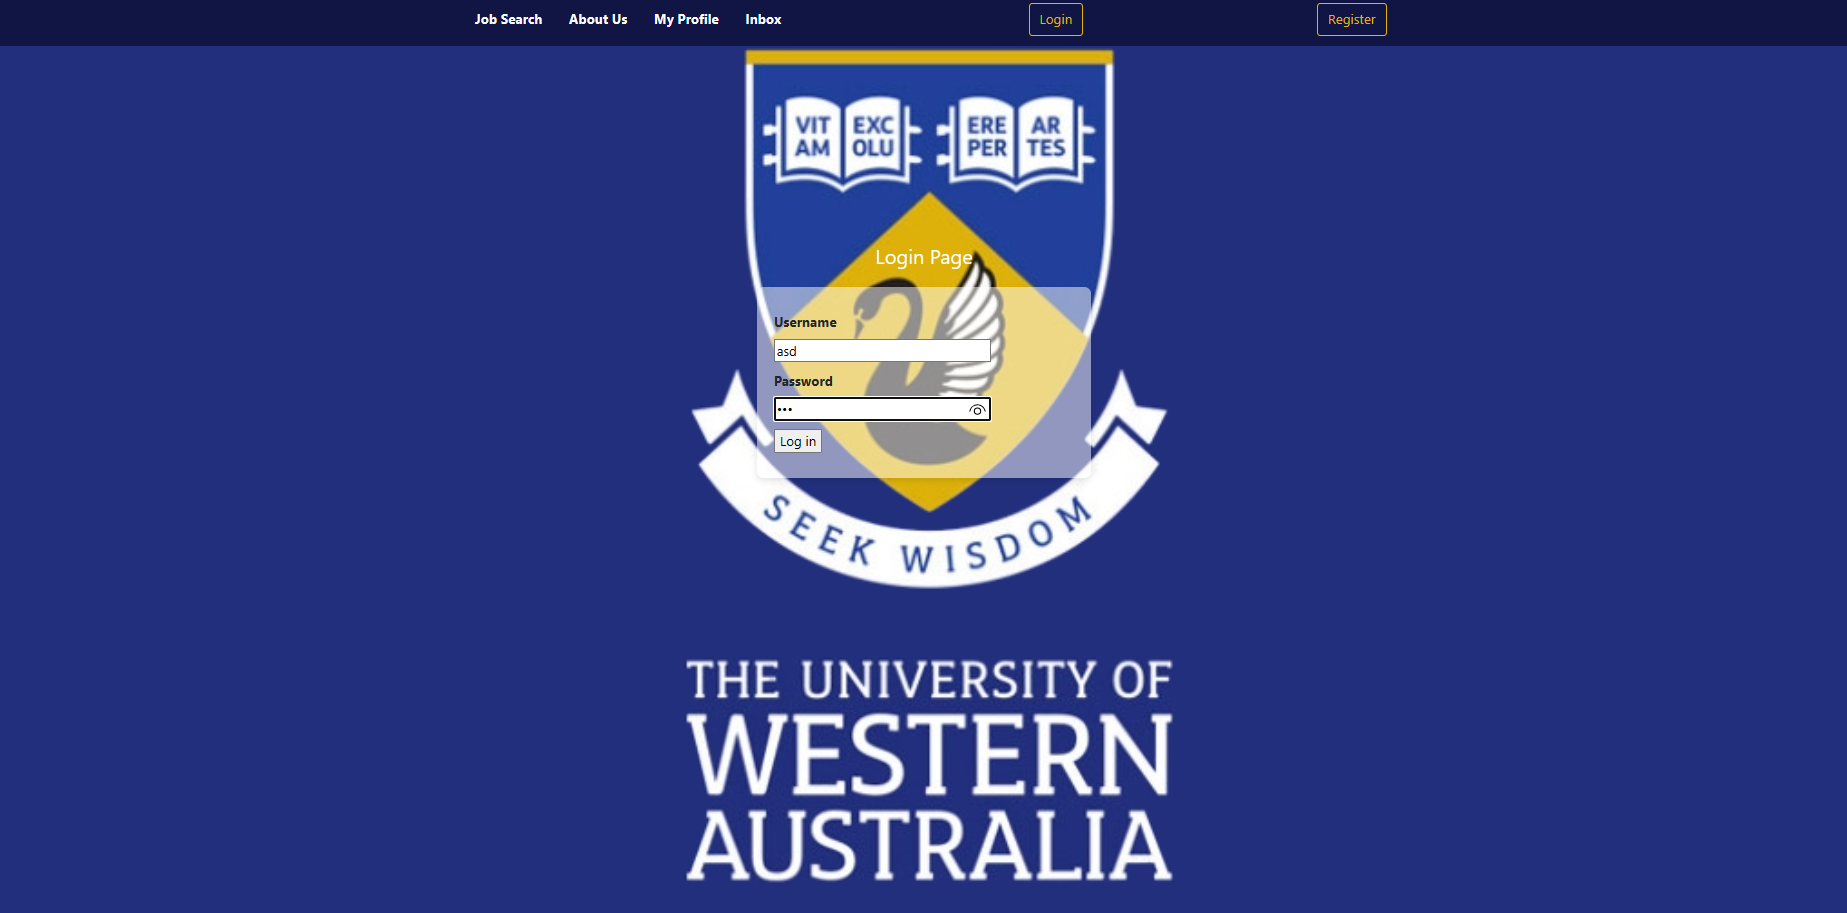 Job Search About Us My Profile Inbox Login Register
VIT EXC ERE AR
AM OLU PER TES
Login Page
Username
asd
Password
•••
Log in
SEEK WISDOM
THE UNIVERSITY OF
WESTERN
AUSTRALIA